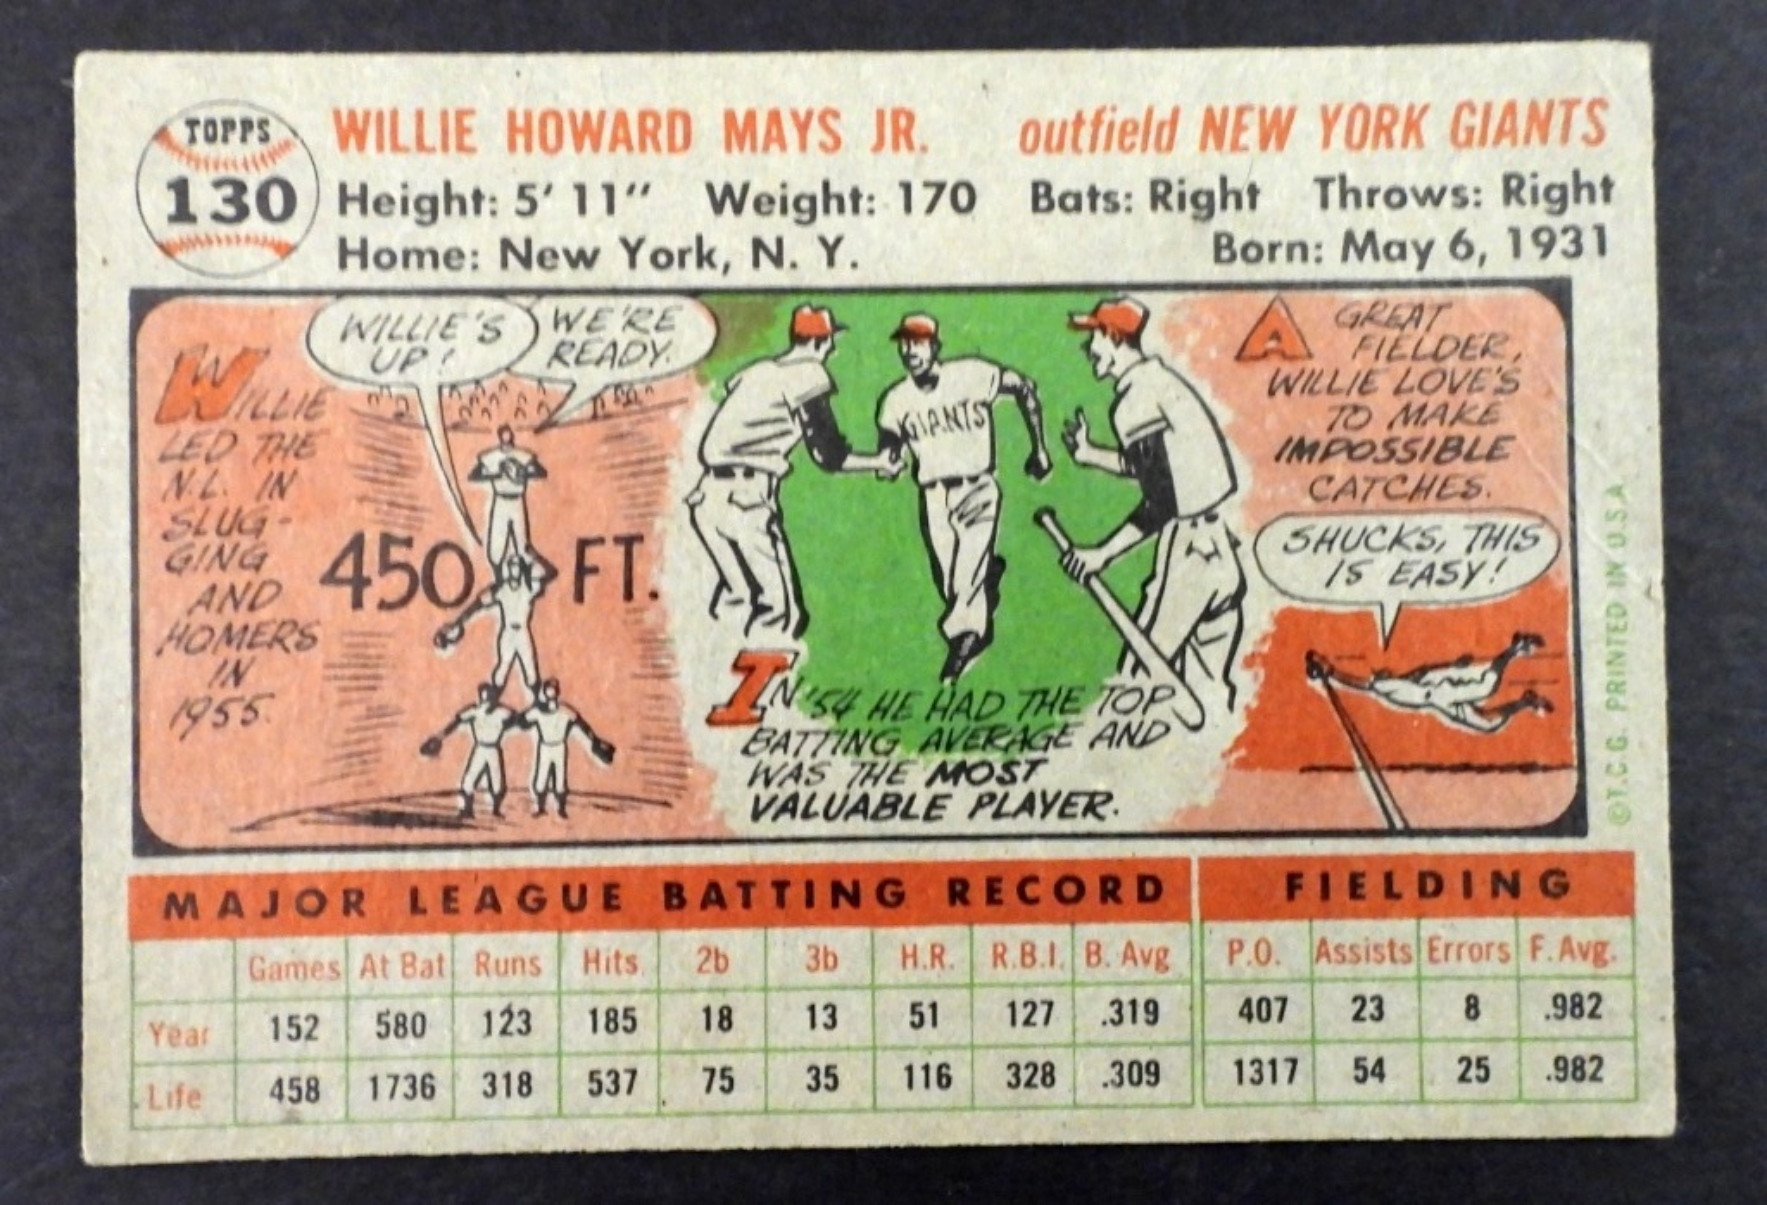 TOPPS
130
WILLIE HOWARD MAYS JR. outfield NEW YORK GIANTS
Height: 5' 11" Weight: 170 Bats: Right Throws: Right
Home: New York, N. Y. Born: May 6, 1931
WILLIE
LED THE
N.L. IN
SLUG-
GING
AND
HOMERS
IN
1955.
WILLIE'S
UP!
WE'RE
READY.
450 FT.
GIANTS
IN '54 HE HAD THE TOP
BATTING AVERAGE AND
WAS THE MOST
VALUABLE PLAYER.
A GREAT
FIELDER,
WILLIE LOVE'S
TO MAKE
IMPOSSIBLE
CATCHES.
SHUCKS, THIS
IS EASY!
©T.C.G. PRINTED IN U.S.A.
MAJOR LEAGUE BATTING RECORD FIELDING
Games At Bat Runs Hits 2b 3b H.R. R.B.I. B. Avg P.O. Assists Errors F. Avg.
Year 152 580 123 185 18 13 51 127 .319 407 23 8 .982
Life 458 1736 318 537 75 35 116 328 .309 1317 54 25 .982